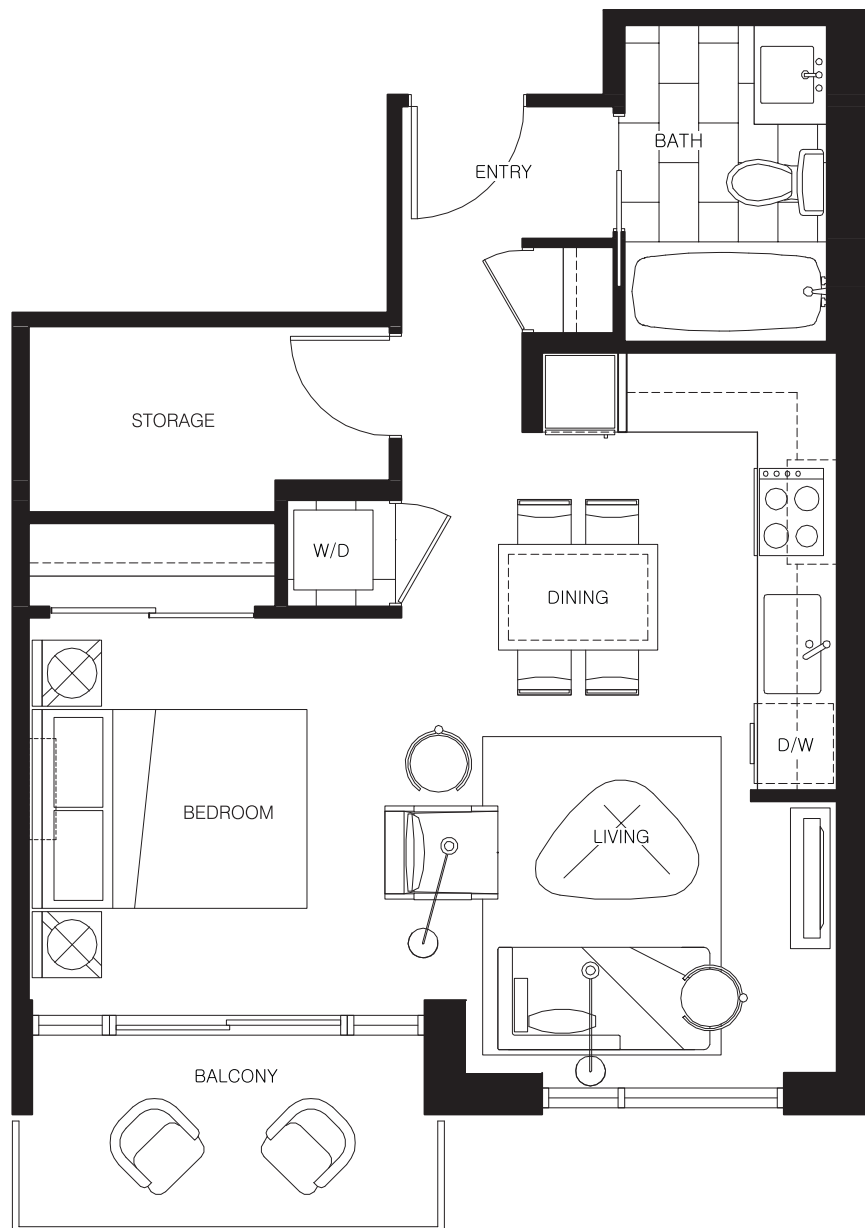 BATH
ENTRY
STORAGE
W/D
DINING
D/W
BEDROOM
LIVING
BALCONY